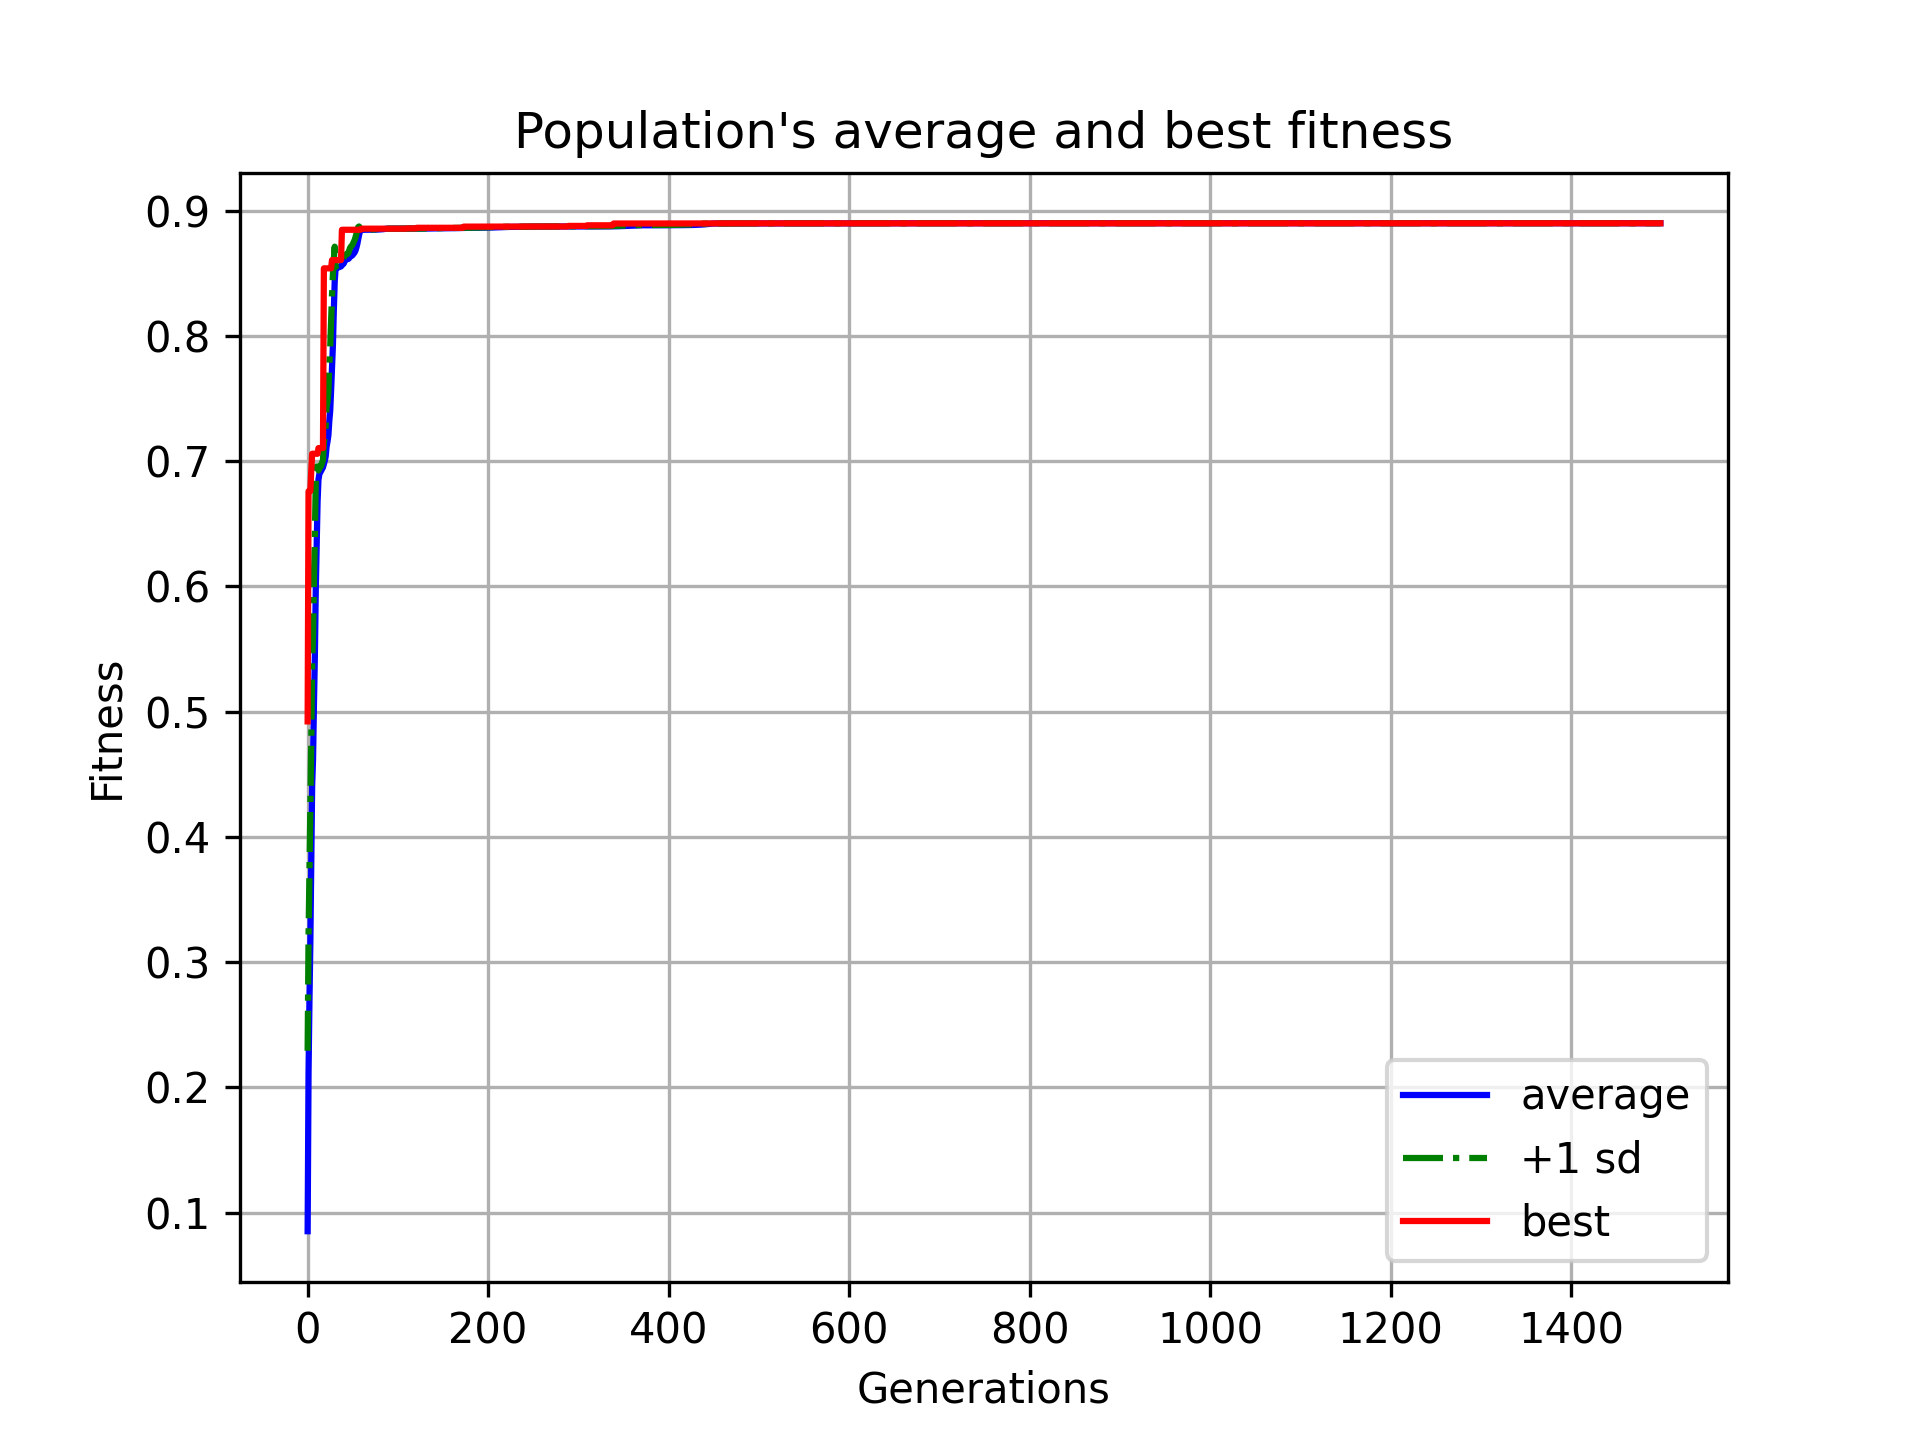 Population's average and best fitness
Fitness
0.9
0.8
0.7
0.6
0.5
0.4
0.3
0.2
0.1
0 200 400 600 800 1000 1200 1400
Generations
average
+1 sd
best